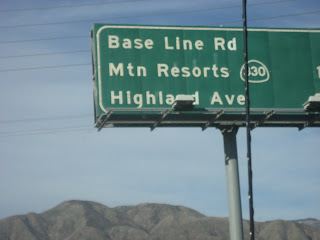 Base Line Rd
Mtn Resorts 330
Highland Ave